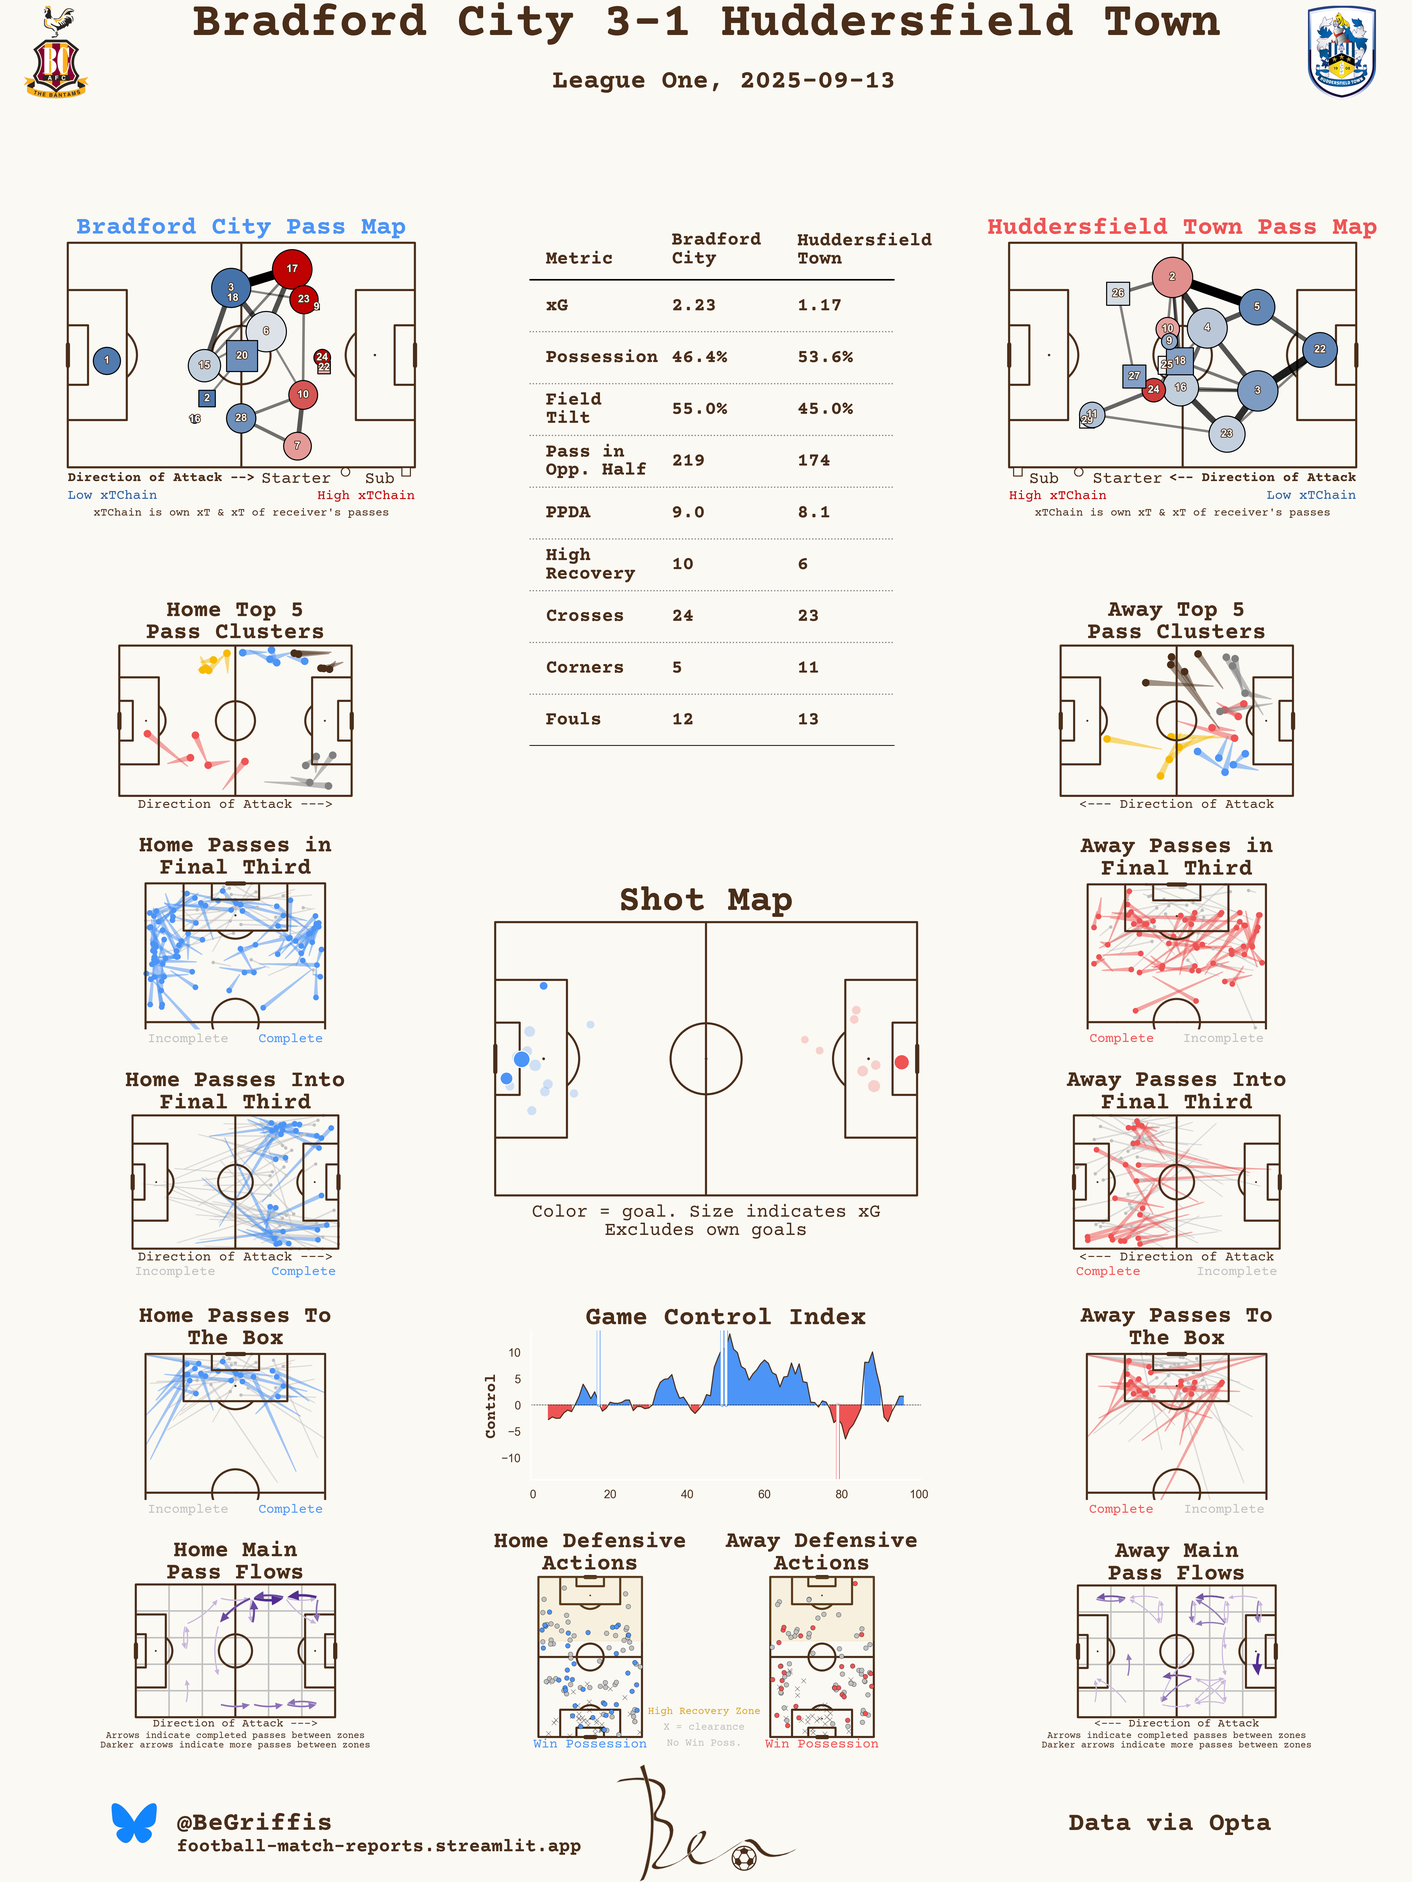 Bradford City 3-1 Huddersfield Town
League One, 2025-09-13
BT
AFC
THE BANTAMS
HUDDERSFIELD TOWN
Bradford City Pass Map
17
3
18
23
9
6
1
15
20
24
22
2
10
16
28
7
Direction of Attack --> Starter Sub
Low xTChain High xTChain
xTChain is own xT & xT of receiver's passes
Metric Bradford City Huddersfield Town
xG 2.23 1.17
Possession 46.4% 53.6%
Field Tilt 55.0% 45.0%
Pass in Opp. Half 219 174
PPDA 9.0 8.1
High Recovery 10 6
Crosses 24 23
Corners 5 11
Fouls 12 13
Huddersfield Town Pass Map
2
26
5
10
4
9
22
25
18
27
24
16
3
11
29
23
Sub Starter <-- Direction of Attack
High xTChain Low xTChain
xTChain is own xT & xT of receiver's passes
Home Top 5
Pass Clusters
Direction of Attack --->
Away Top 5
Pass Clusters
<--- Direction of Attack
Home Passes in
Final Third
Incomplete Complete
Away Passes in
Final Third
Complete Incomplete
Shot Map
Color = goal. Size indicates xG
Excludes own goals
Home Passes Into
Final Third
Direction of Attack --->
Incomplete Complete
Away Passes Into
Final Third
<--- Direction of Attack
Complete Incomplete
Home Passes To
The Box
Incomplete Complete
Game Control Index
Control
10
5
0
−5
−10
0 20 40 60 80 100
Away Passes To
The Box
Complete Incomplete
Home Main
Pass Flows
Direction of Attack --->
Arrows indicate completed passes between zones
Darker arrows indicate more passes between zones
Home Defensive
Actions
Win Possession
High Recovery Zone
X = clearance
No Win Poss.
Away Defensive
Actions
Win Possession
Away Main
Pass Flows
<--- Direction of Attack
Arrows indicate completed passes between zones
Darker arrows indicate more passes between zones
@BeGriffis
football-match-reports.streamlit.app
Ben
Data via Opta